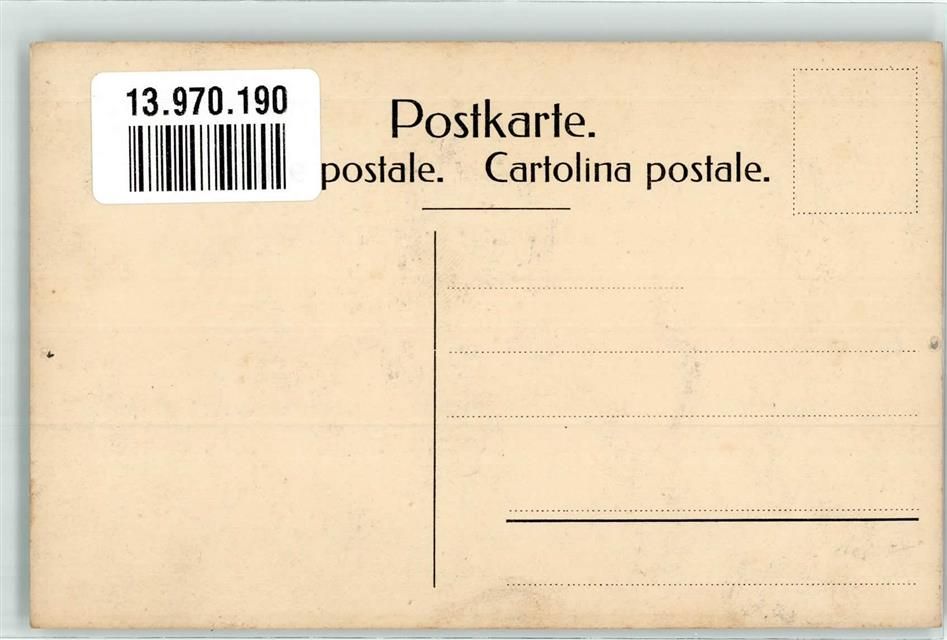 13.970.190
Postkarte.
postale. Cartolina postale.